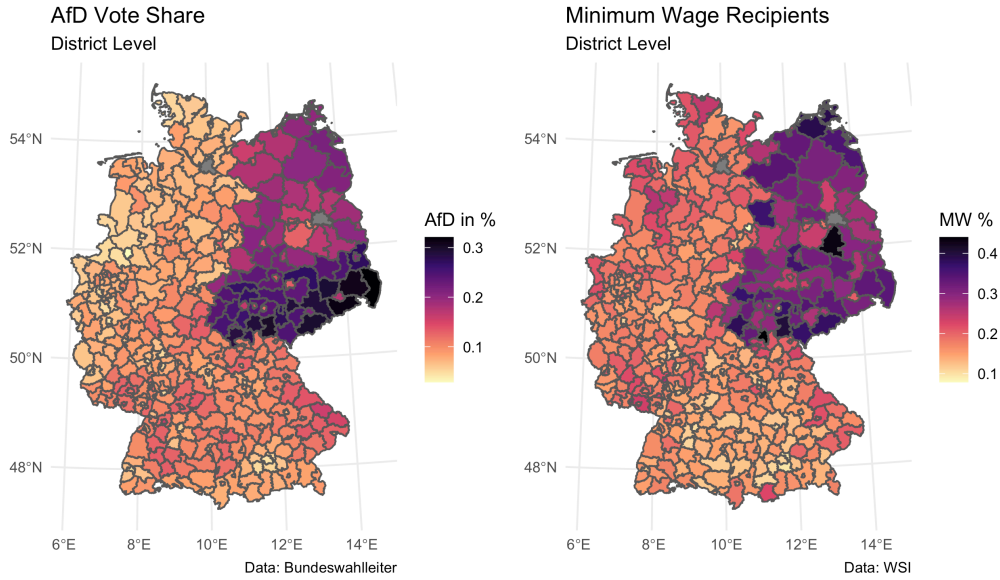 AfD Vote Share
District Level
54°N
52°N
50°N
48°N
6°E
8°E
10°E
12°E
14°E
AfD in %
0.3
0.2
0.1
Data: Bundeswahlleiter
Minimum Wage Recipients
District Level
54°N
52°N
50°N
48°N
6°E
8°E
10°E
12°E
14°E
MW %
0.4
0.3
0.2
0.1
Data: WSI